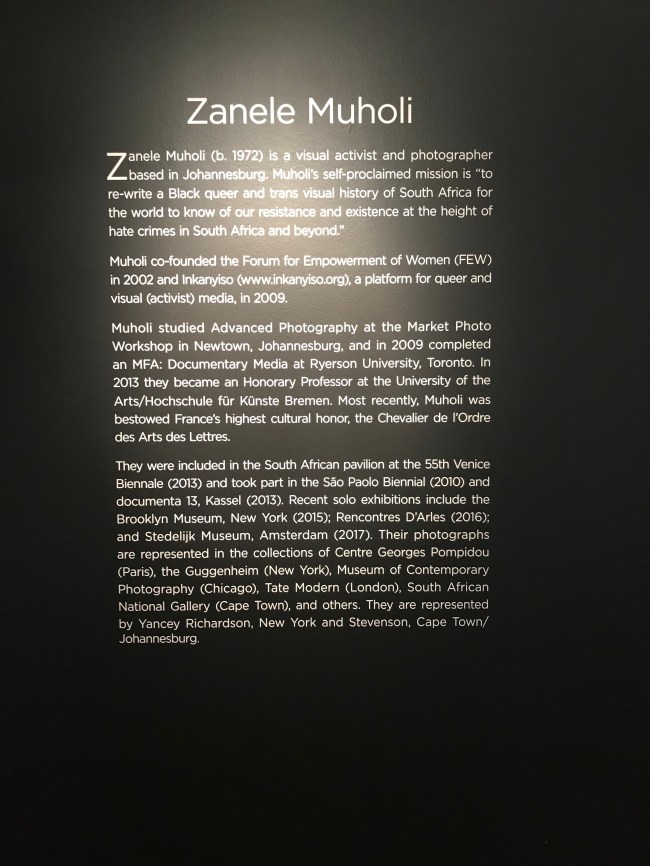 Zanele Muholi
Zanele Muholi (b. 1972) is a visual activist and photographer
based in Johannesburg. Muholi's self-proclaimed mission is "to
re-write a Black queer and trans visual history of South Africa for
the world to know of our resistance and existence at the height of
hate crimes in South Africa and beyond."
Muholi co-founded the Forum for Empowerment of Women (FEW)
in 2002 and Inkanyiso (www.inkanyiso.org), a platform for queer and
visual (activist) media, in 2009.
Muholi studied Advanced Photography at the Market Photo
Workshop in Newtown, Johannesburg, and in 2009 completed
an MFA: Documentary Media at Ryerson University, Toronto. In
2013 they became an Honorary Professor at the University of the
Arts/Hochschule für Künste Bremen. Most recently, Muholi was
bestowed France's highest cultural honor, the Chevalier de l'Ordre
des Arts des Lettres.
They were included in the South African pavilion at the 55th Venice
Biennale (2013) and took part in the São Paolo Biennial (2010) and
documenta 13, Kassel (2013). Recent solo exhibitions include the
Brooklyn Museum, New York (2015); Rencontres D'Arles (2016);
and Stedelijk Museum, Amsterdam (2017). Their photographs
are represented in the collections of Centre Georges Pompidou
(Paris), the Guggenheim (New York), Museum of Contemporary
Photography (Chicago), Tate Modern (London), South African
National Gallery (Cape Town), and others. They are represented
by Yancey Richardson, New York and Stevenson, Cape Town/
Johannesburg.